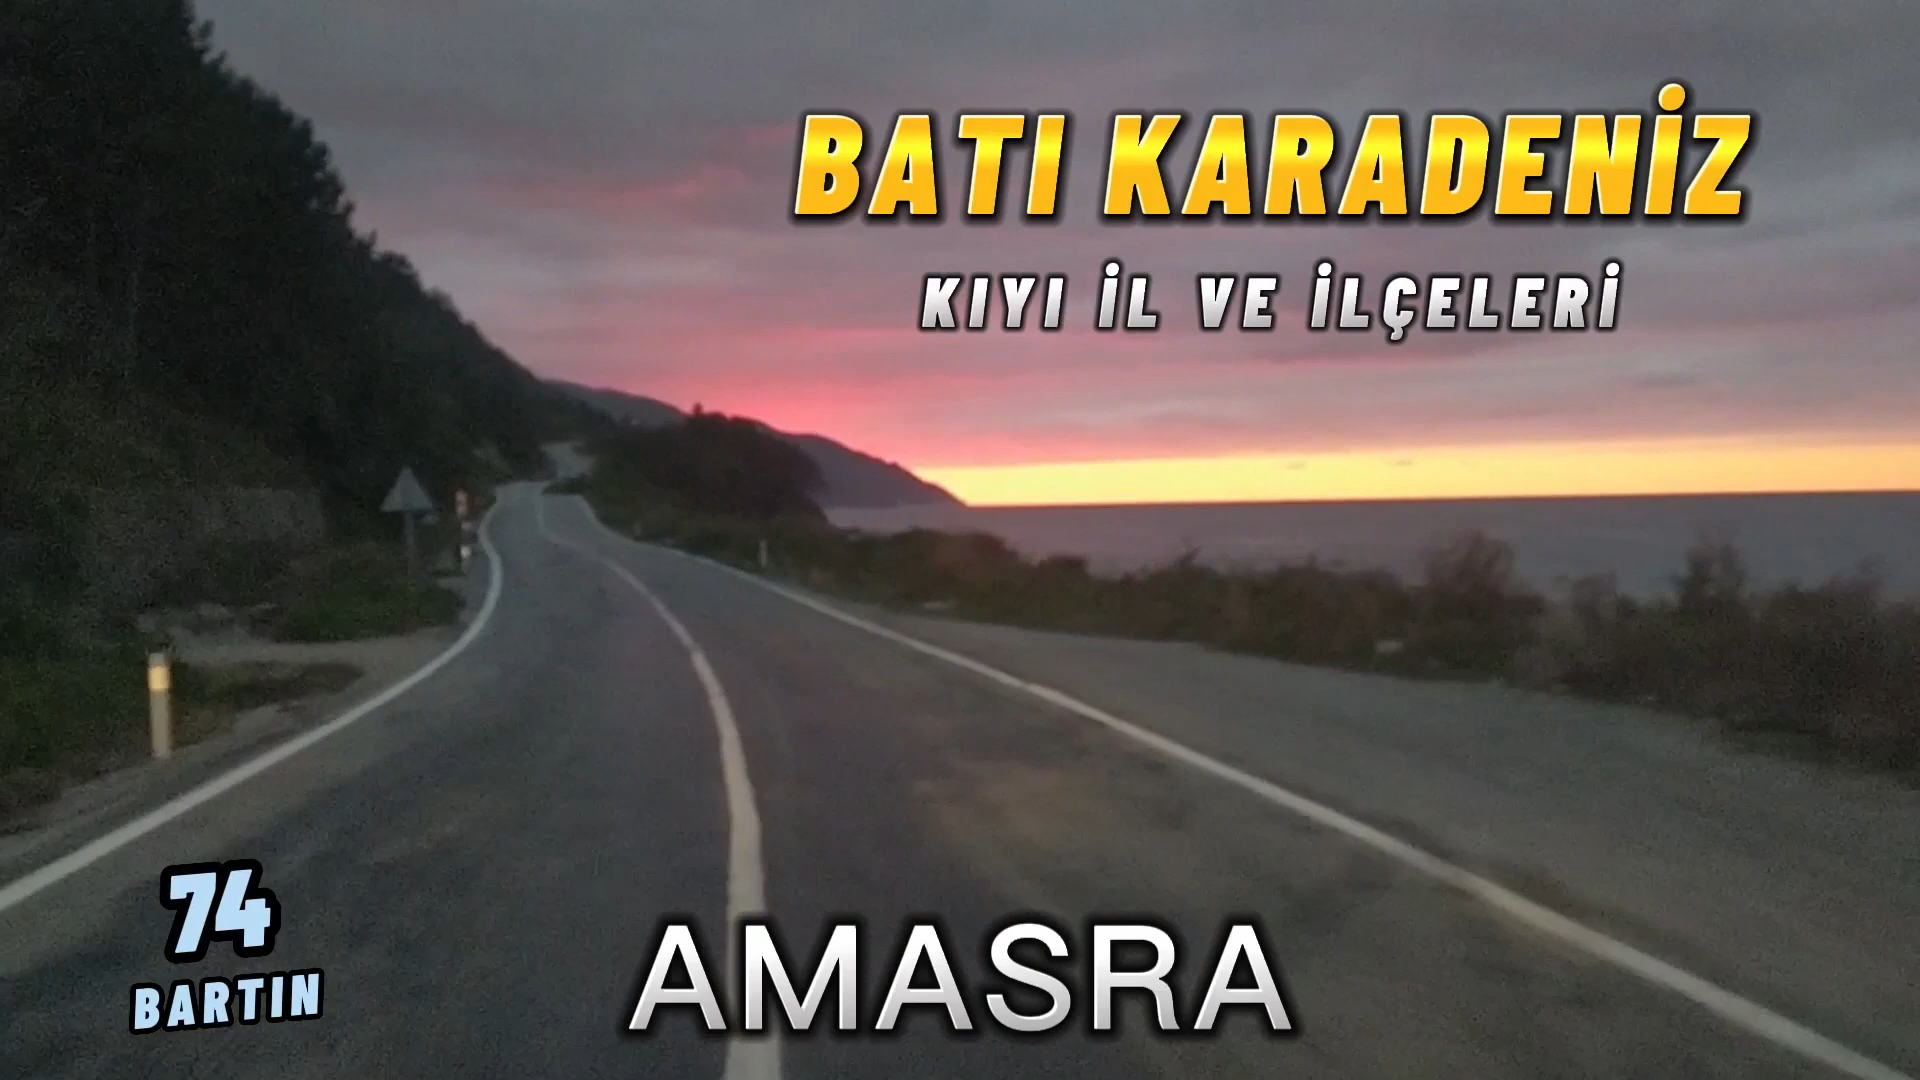 BATI KARADENİZ
KIYI İL VE İLÇELERİ
74
BARTIN
AMASRA